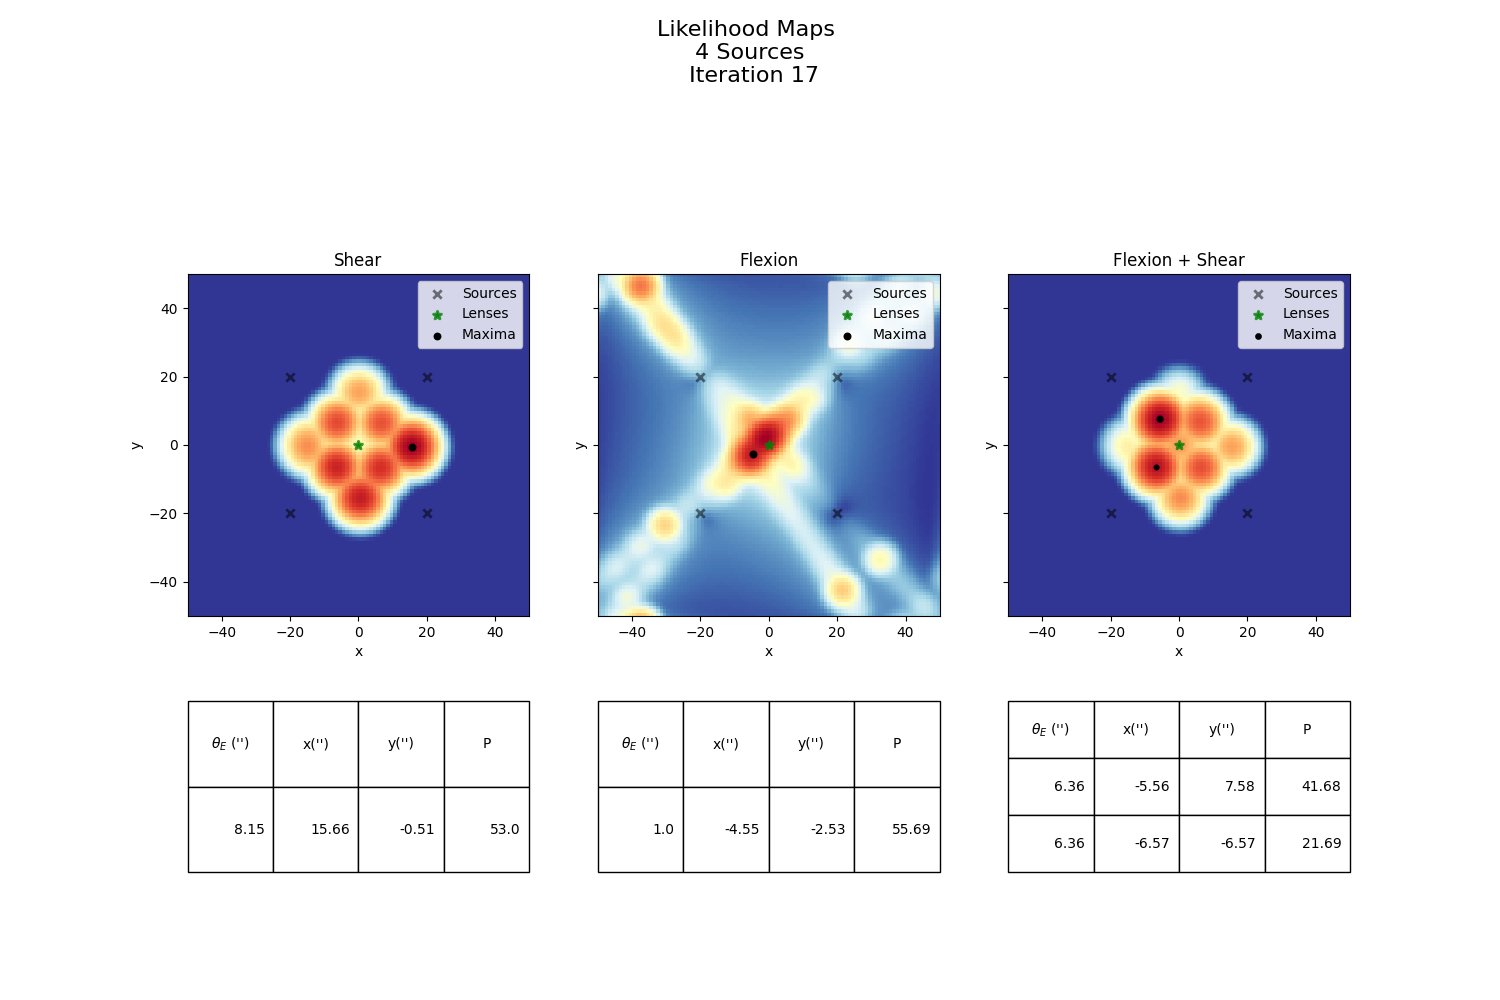 Likelihood Maps
4 Sources
Iteration 17
Shear
Flexion
Flexion + Shear
Sources
Lenses
Maxima
Sources
Lenses
Maxima
Sources
Lenses
Maxima
40
20
0
−20
−40
y
y
y
−40 −20 0 20 40
−40 −20 0 20 40
−40 −20 0 20 40
x
x
x
θE ('') x('') y('') P
8.15 15.66 -0.51 53.0
θE ('') x('') y('') P
1.0 -4.55 -2.53 55.69
θE ('') x('') y('') P
6.36 -5.56 7.58 41.68
6.36 -6.57 -6.57 21.69